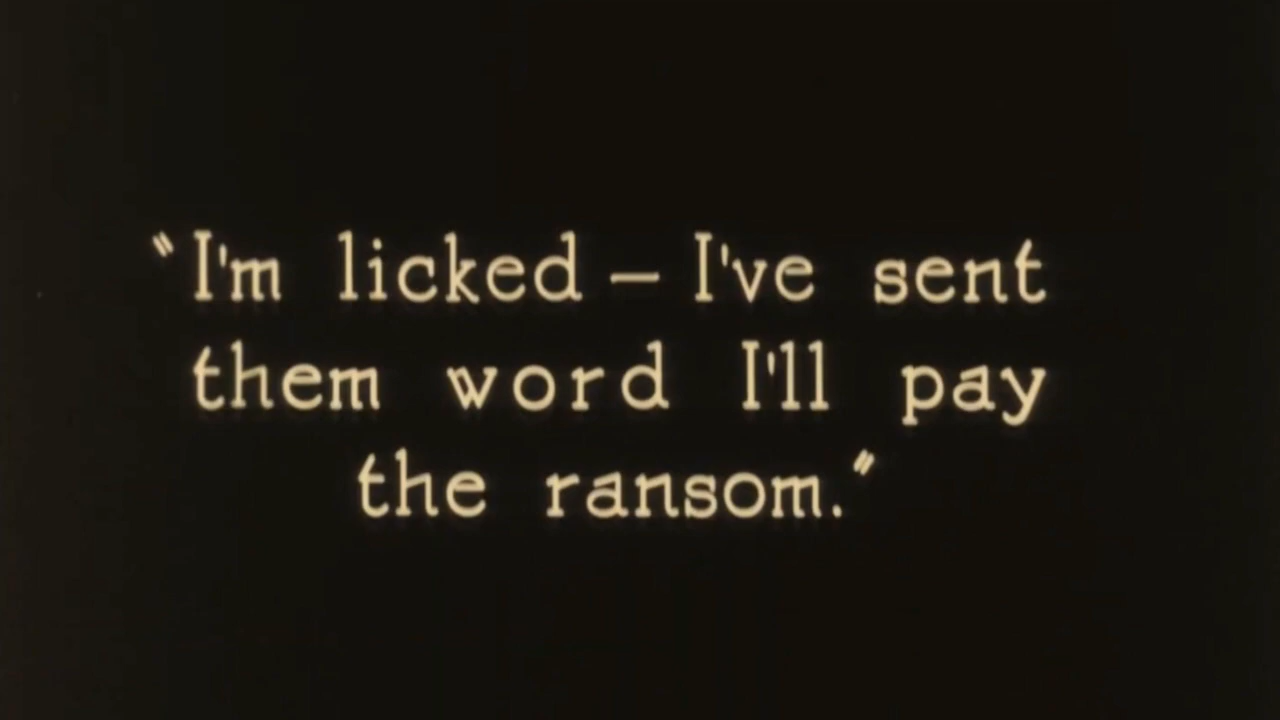 "I'm licked – I've sent
them word I'll pay
the ransom."